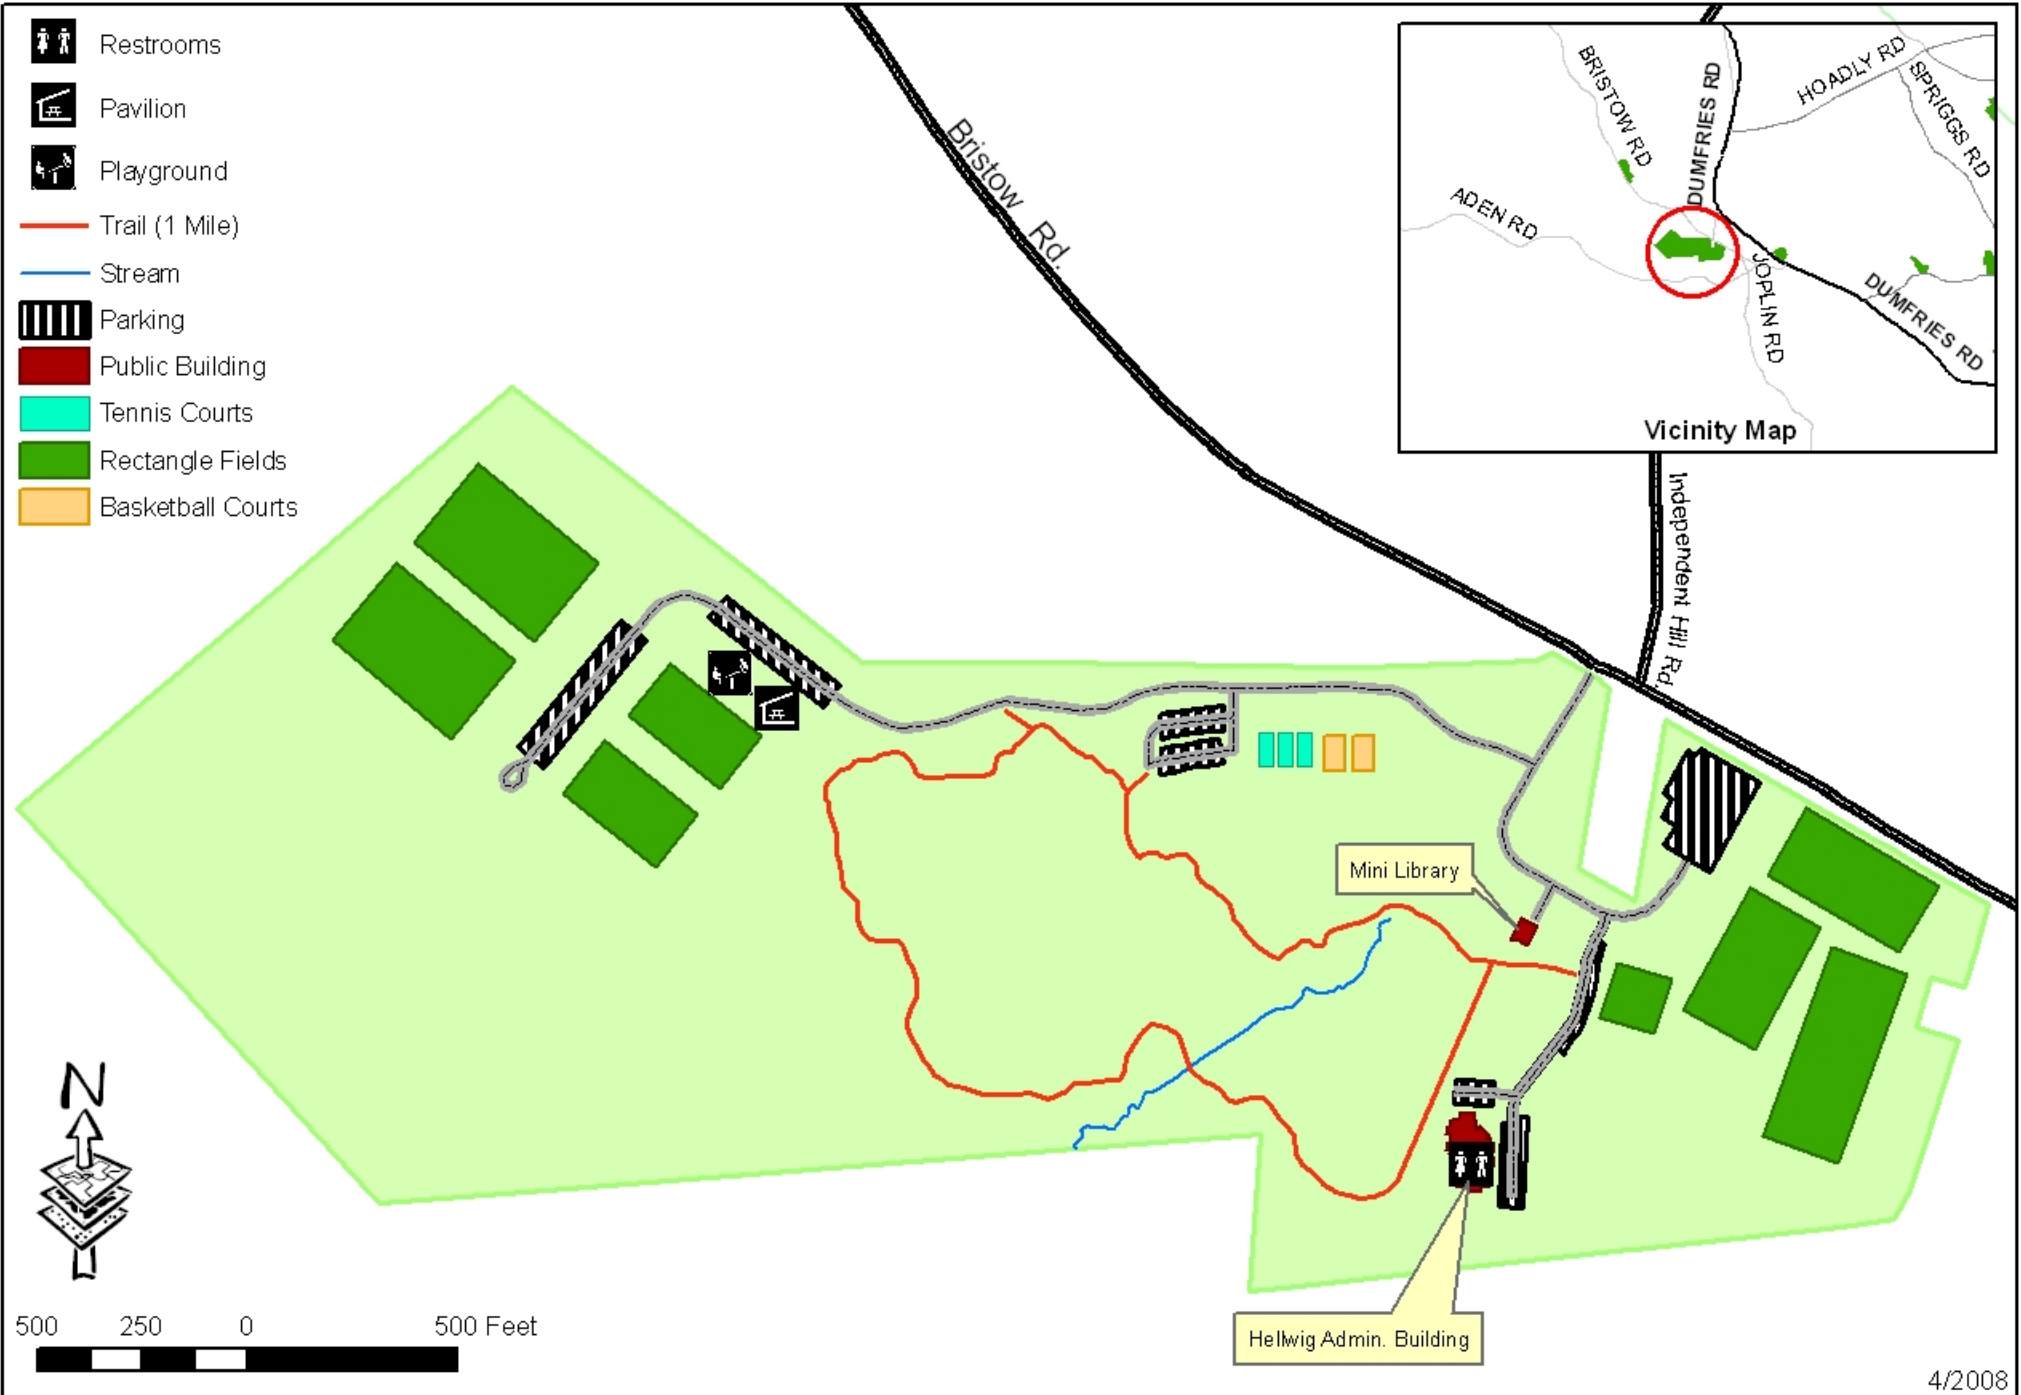 Restrooms
Pavilion
Playground
Trail (1 Mile)
Stream
Parking
Public Building
Tennis Courts
Rectangle Fields
Basketball Courts
Bristow Rd.
BRISTOW RD
DUMFRIES RD
HOADLY RD
SPRIGGS RD
ADEN RD
JOPLIN RD
DUMFRIES RD
Vicinity Map
Independent Hill Rd
Mini Library
Hellwig Admin. Building
N
500 250 0 500 Feet
4/2008